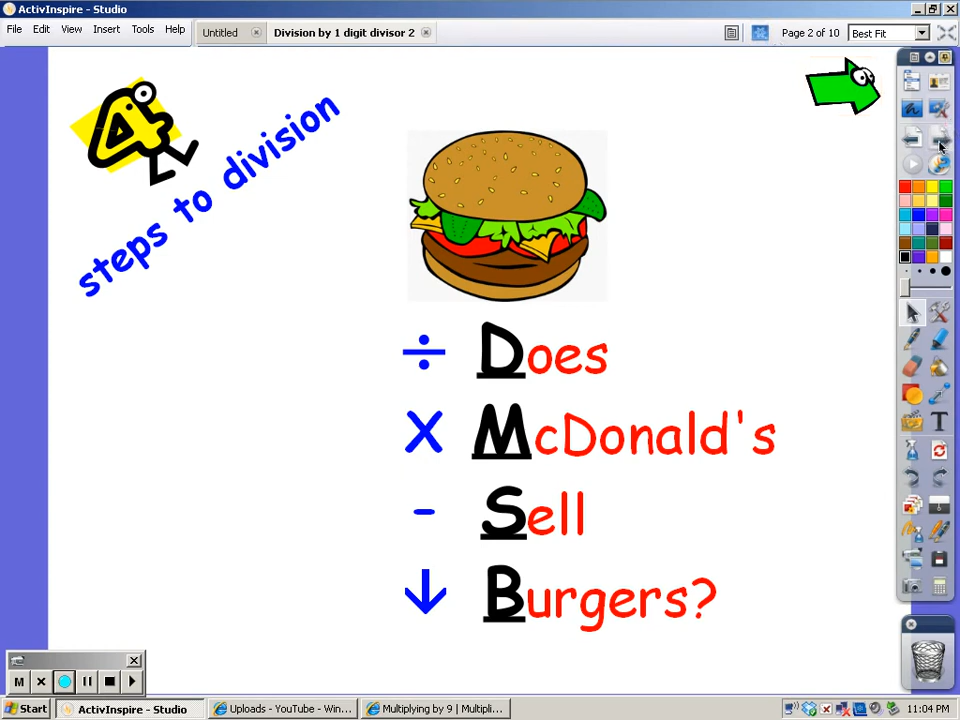 ActivInspire - Studio
File Edit View Insert Tools Help
Untitled
Division by 1 digit divisor 2
Page 2 of 10
Best Fit
4
steps to division
÷ Does
x McDonald's
- Sell
↓ Burgers?
M
T
Start
ActivInspire - Studio
Uploads - YouTube - Win...
Multiplying by 9 | Multipli...
11:04 PM